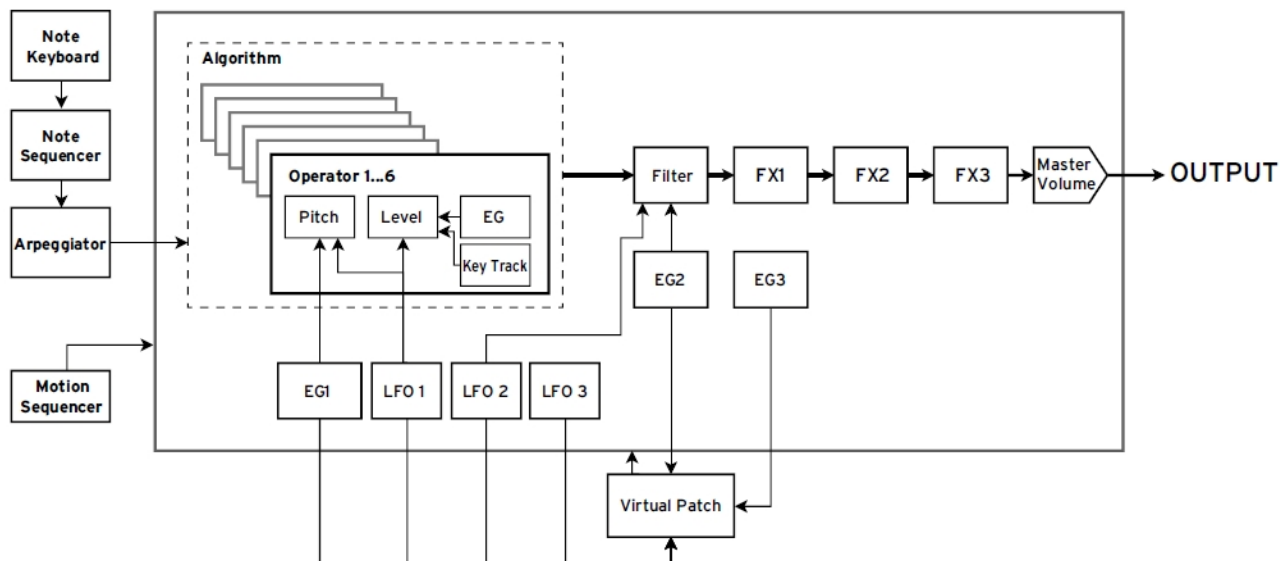 Note
Keyboard
Note
Sequencer
Arpeggiator
Motion
Sequencer
Algorithm
Operator 1...6
Pitch
Level
EG
Key Track
Filter
FX1
FX2
FX3
Master
Volume
OUTPUT
EG2
EG3
EG1
LFO 1
LFO 2
LFO 3
Virtual Patch